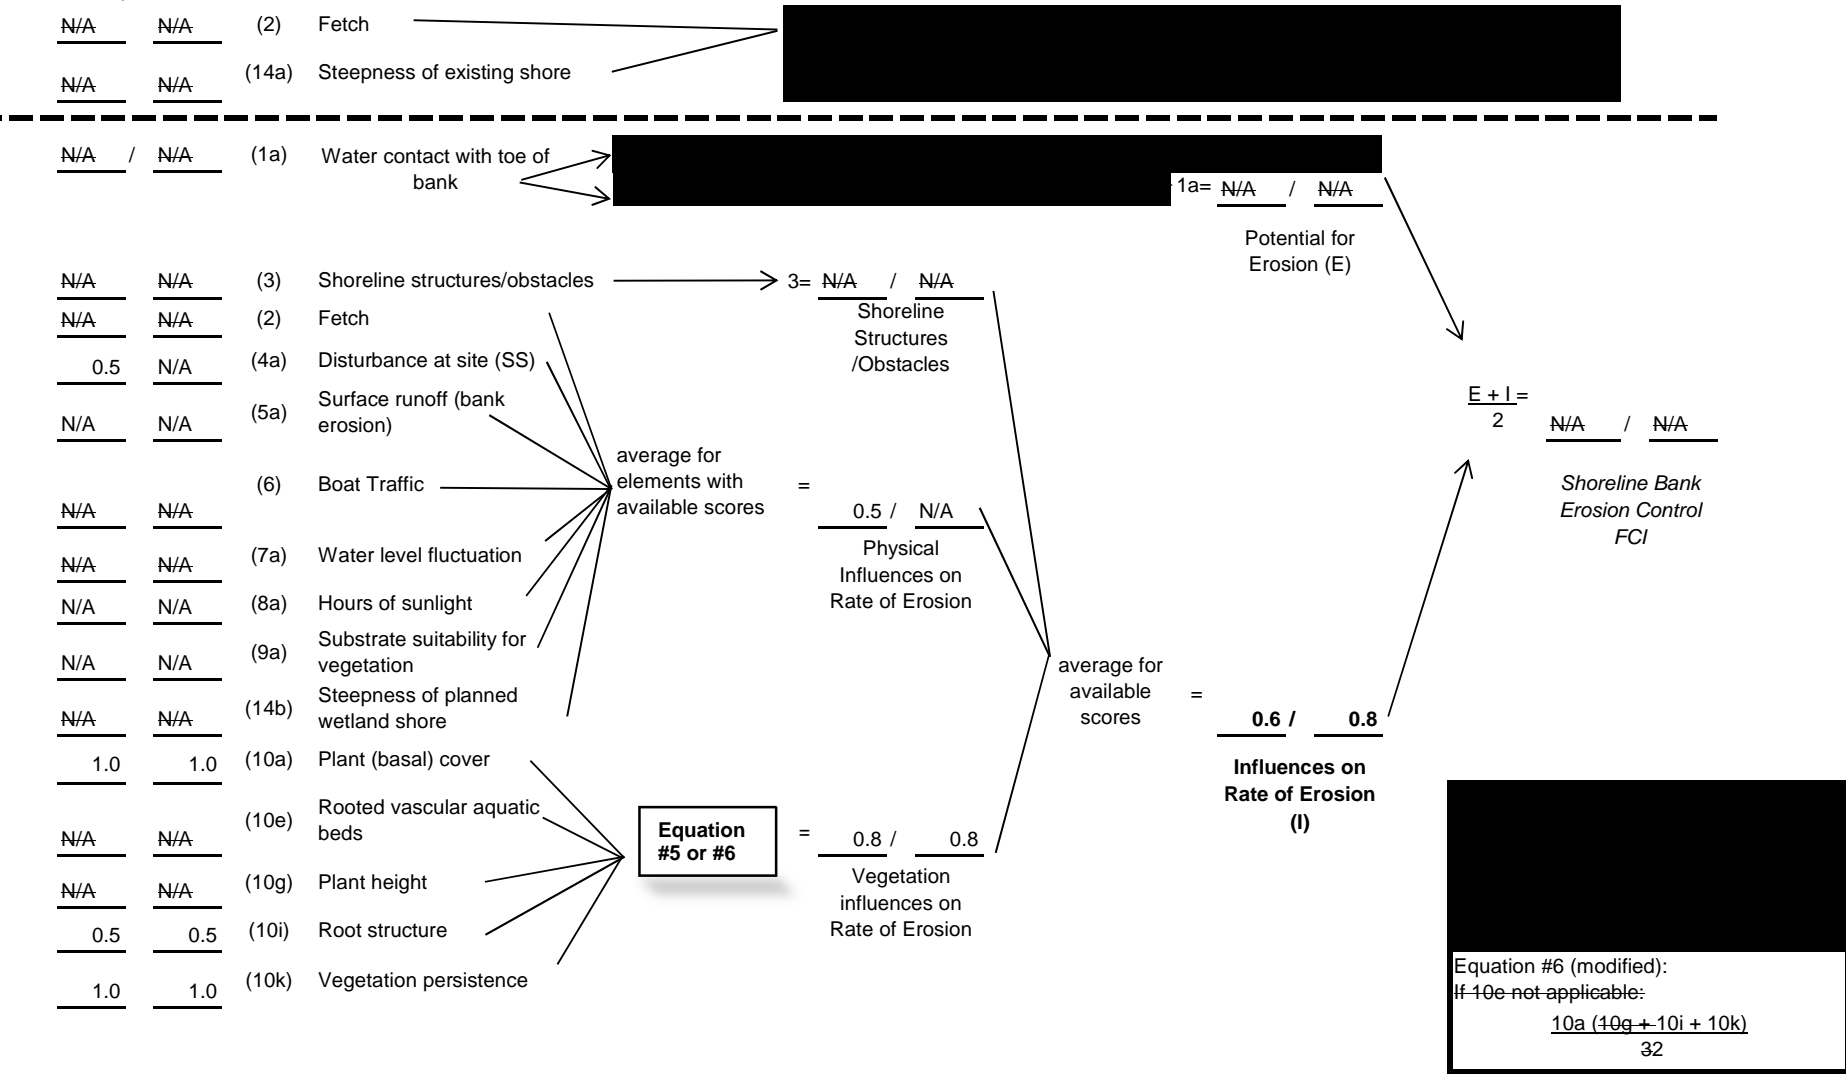 N/A N/A (2) Fetch
N/A N/A (14a) Steepness of existing shore
N/A / N/A (1a) Water contact with toe of
bank
1a= N/A / N/A
Potential for
Erosion (E)
N/A N/A (3) Shoreline structures/obstacles 3= N/A / N/A
Shoreline
Structures
/Obstacles
N/A N/A (2) Fetch
0.5 N/A (4a) Disturbance at site (SS)
N/A N/A (5a) Surface runoff (bank
erosion)
N/A N/A (6) Boat Traffic
N/A N/A (7a) Water level fluctuation
N/A N/A (8a) Hours of sunlight
N/A N/A (9a) Substrate suitability for
vegetation
N/A N/A (14b) Steepness of planned
wetland shore
average for
elements with
available scores
= 0.5 / N/A
Physical
Influences on
Rate of Erosion
1.0 1.0 (10a) Plant (basal) cover
N/A N/A (10e) Rooted vascular aquatic
beds
N/A N/A (10g) Plant height
0.5 0.5 (10i) Root structure
1.0 1.0 (10k) Vegetation persistence
Equation
#5 or #6
= 0.8 / 0.8
Vegetation
influences on
Rate of Erosion
average for
available
scores
= 0.6 / 0.8
Influences on
Rate of Erosion
(I)
E + I =
2
N/A / N/A
Shoreline Bank
Erosion Control
FCI
Equation #6 (modified):
If 10e not applicable:
10a (10g + 10i + 10k)
32